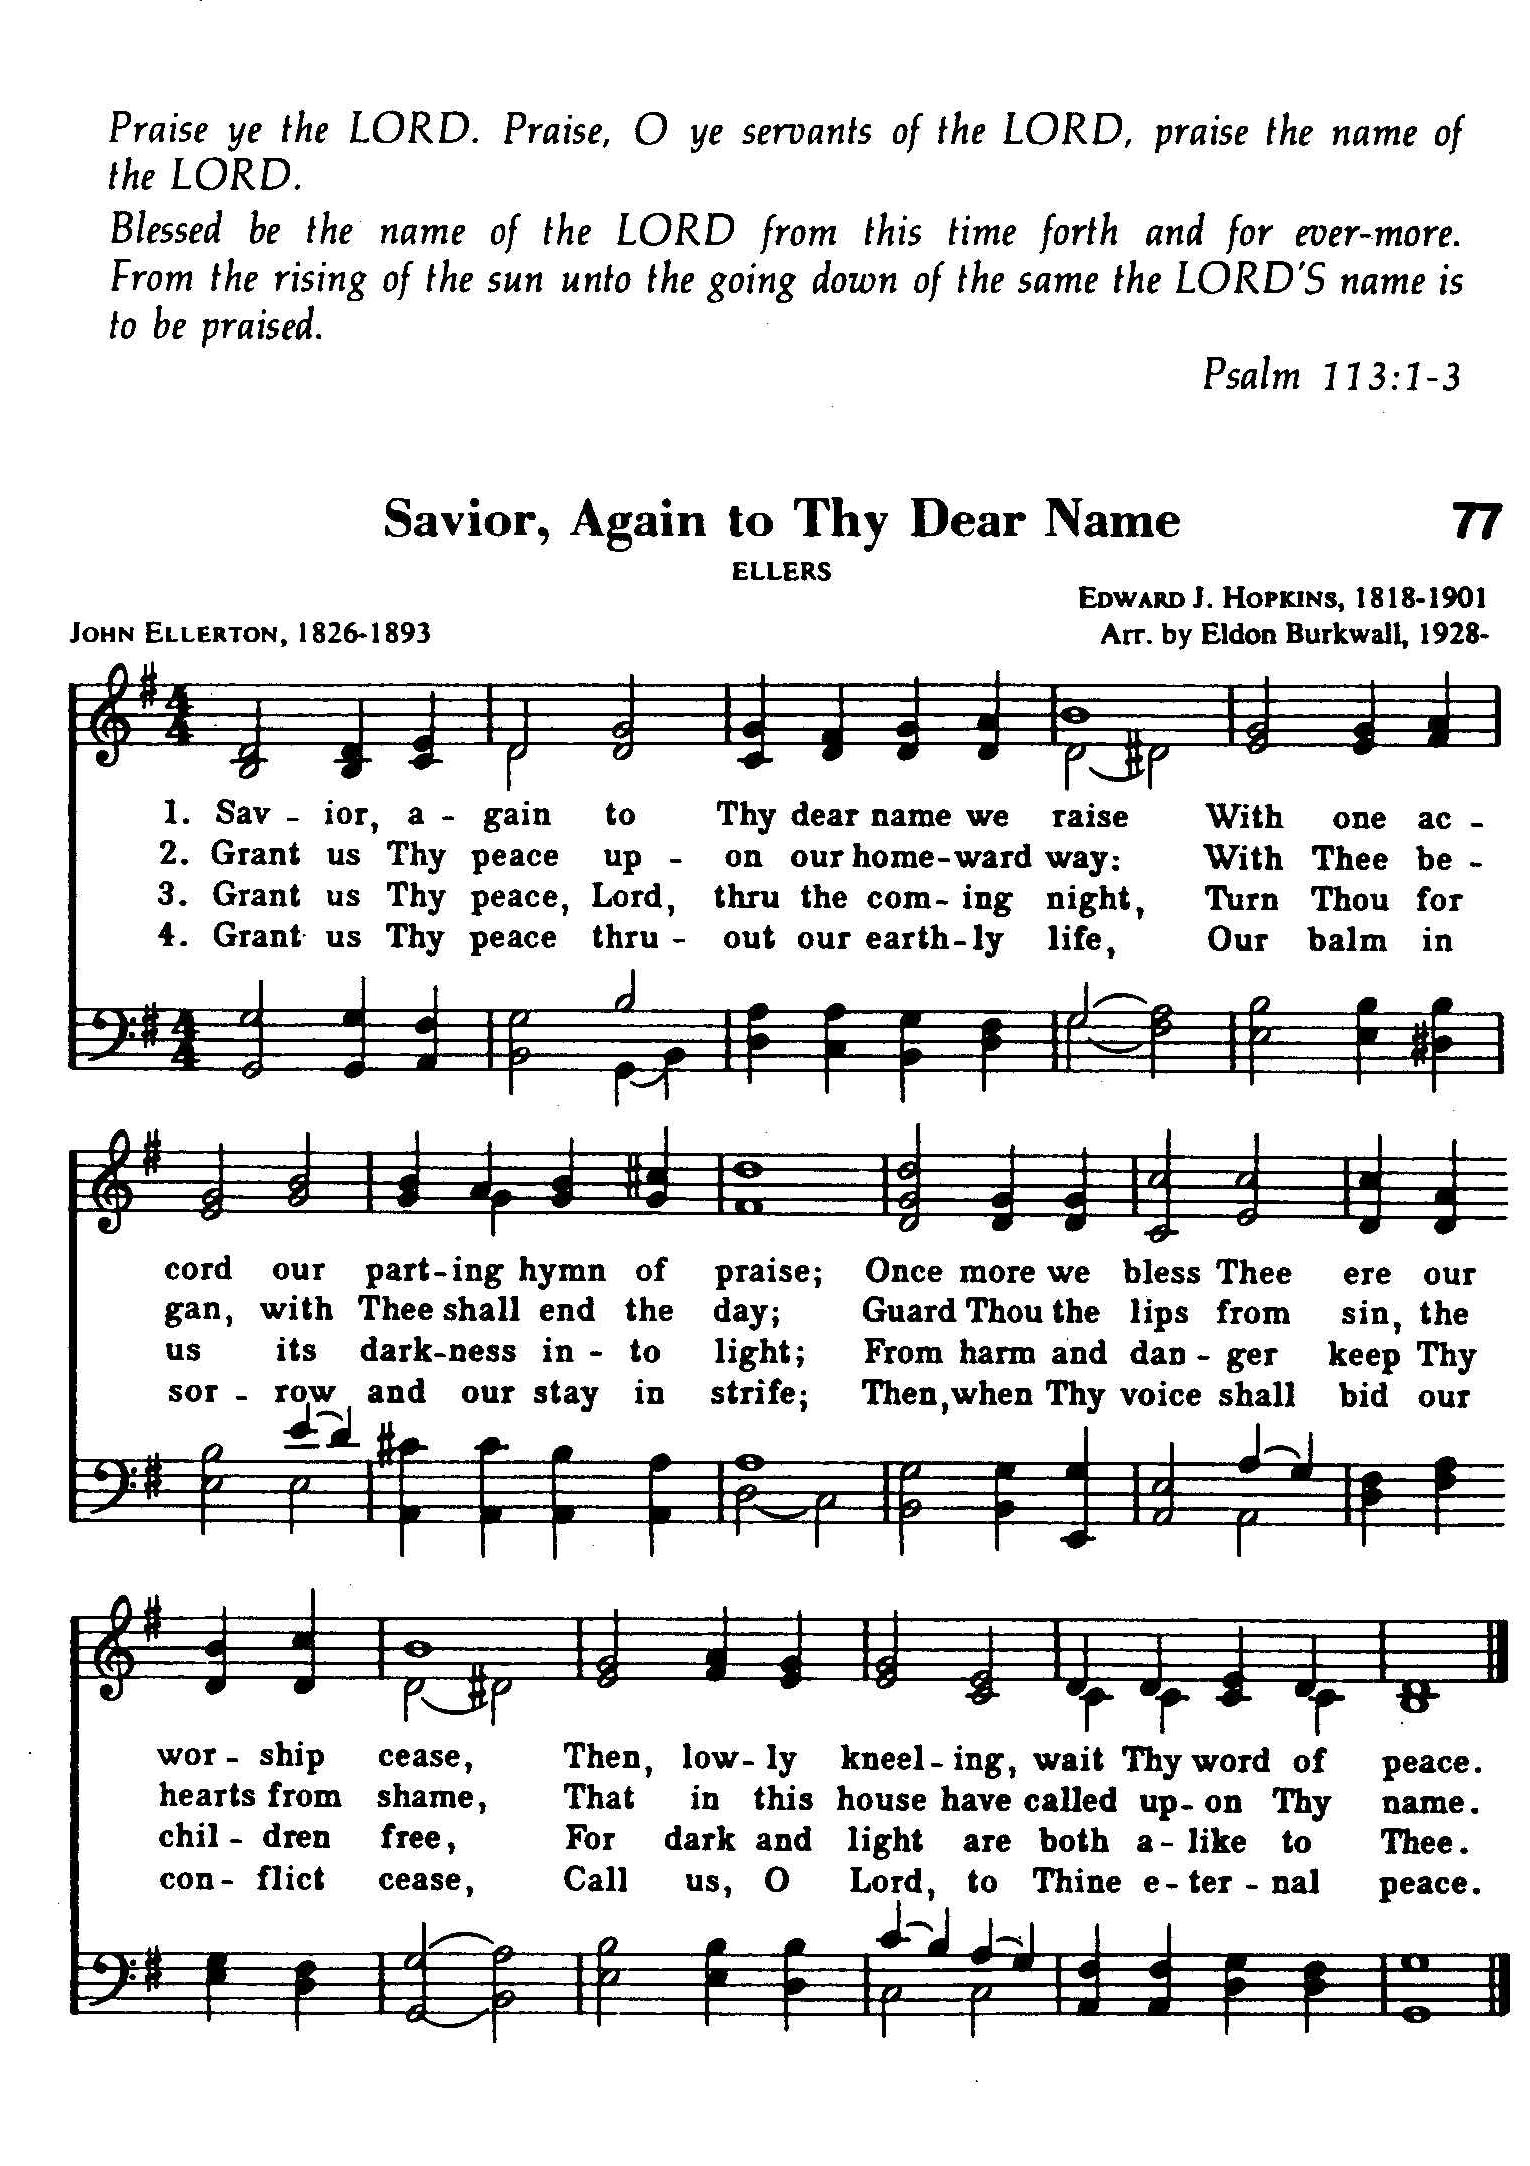 Praise ye the LORD. Praise, O ye servants of the LORD, praise the name of
the LORD.
Blessed be the name of the LORD from this time forth and for ever-more.
From the rising of the sun unto the going down of the same the LORD'S name is
to be praised.
Psalm 113:1-3
Savior, Again to Thy Dear Name 77
ELLERS
EDWARD J. HOPKINS, 1818-1901
JOHN ELLERTON, 1826-1893
Arr. by Eldon Burkwall, 1928-
4
4
1. Sav - ior, a - gain to Thy dear name we raise With one ac -
2. Grant us Thy peace up - on our home-ward way: With Thee be -
3. Grant us Thy peace, Lord, thru the com- ing night, Turn Thou for
4. Grant us Thy peace thru - out our earth-ly life, Our balm in
4
4
cord our part-ing hymn of praise; Once more we bless Thee ere our
gan, with Thee shall end the day; Guard Thou the lips from sin, the
us its dark-ness in - to light; From harm and dan - ger keep Thy
sor - row and our stay in strife; Then, when Thy voice shall bid our
wor - ship cease, Then, low- ly kneel- ing, wait Thy word of peace.
hearts from shame, That in this house have called up- on Thy name.
chil - dren free, For dark and light are both a - like to Thee.
con - flict cease, Call us, O Lord, to Thine e - ter - nal peace.